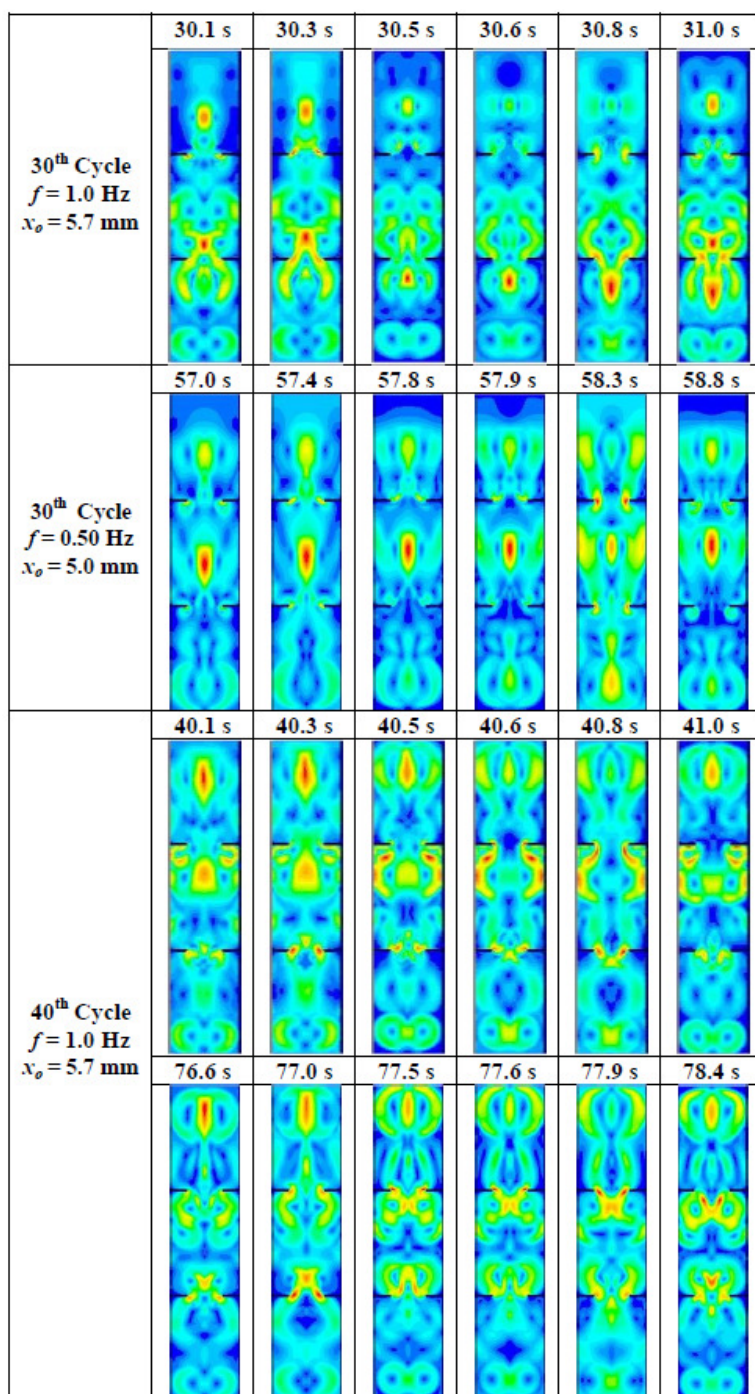 30.1 s 30.3 s 30.5 s 30.6 s 30.8 s 31.0 s
30th Cycle
f = 1.0 Hz
xo = 5.7 mm
57.0 s 57.4 s 57.8 s 57.9 s 58.3 s 58.8 s
30th Cycle
f = 0.50 Hz
xo = 5.0 mm
40.1 s 40.3 s 40.5 s 40.6 s 40.8 s 41.0 s
40th Cycle
f = 1.0 Hz
xo = 5.7 mm
76.6 s 77.0 s 77.5 s 77.6 s 77.9 s 78.4 s